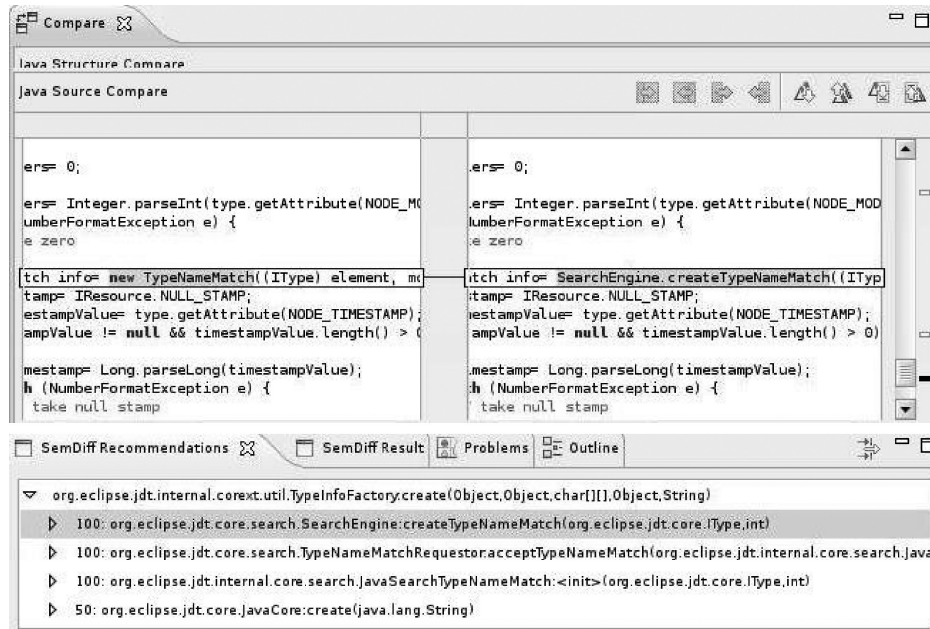 Compare
Java Structure Compare
Java Source Compare
ers= 0;
ers= Integer.parseInt(type.getAttribute(NODE_MO
umberFormatException e) {
e zero
tch info= new TypeNameMatch((IType) element, mo
tamp= IResource.NULL_STAMP;
estampValue= type.getAttribute(NODE_TIMESTAMP);
ampValue != null && timestampValue.length() > 0
mestamp= Long.parseLong(timestampValue);
h (NumberFormatException e) {
take null stamp
ers= 0;
ers= Integer.parseInt(type.getAttribute(NODE_MOD
umberFormatException e) {
e zero
atch info= SearchEngine.createTypeNameMatch((ITyp
stamp= IResource.NULL_STAMP;
estampValue= type.getAttribute(NODE_TIMESTAMP);
ampValue != null && timestampValue.length() > 0)
mestamp= Long.parseLong(timestampValue);
h (NumberFormatException e) {
take null stamp
SemDiff Recommendations SemDiff Result Problems Outline
org.eclipse.jdt.internal.corext.util.TypeInfoFactory.create(Object,Object,char[][],Object,String)
100: org.eclipse.jdt.core.search.SearchEngine:createTypeNameMatch(org.eclipse.jdt.core.IType,int)
100: org.eclipse.jdt.core.search.TypeNameMatchRequestor:acceptTypeNameMatch(org.eclipse.jdt.internal.core.search.Java
100: org.eclipse.jdt.internal.core.search.JavaSearchTypeNameMatch:<init>(org.eclipse.jdt.core.IType,int)
50: org.eclipse.jdt.core.JavaCore:create(java.lang.String)